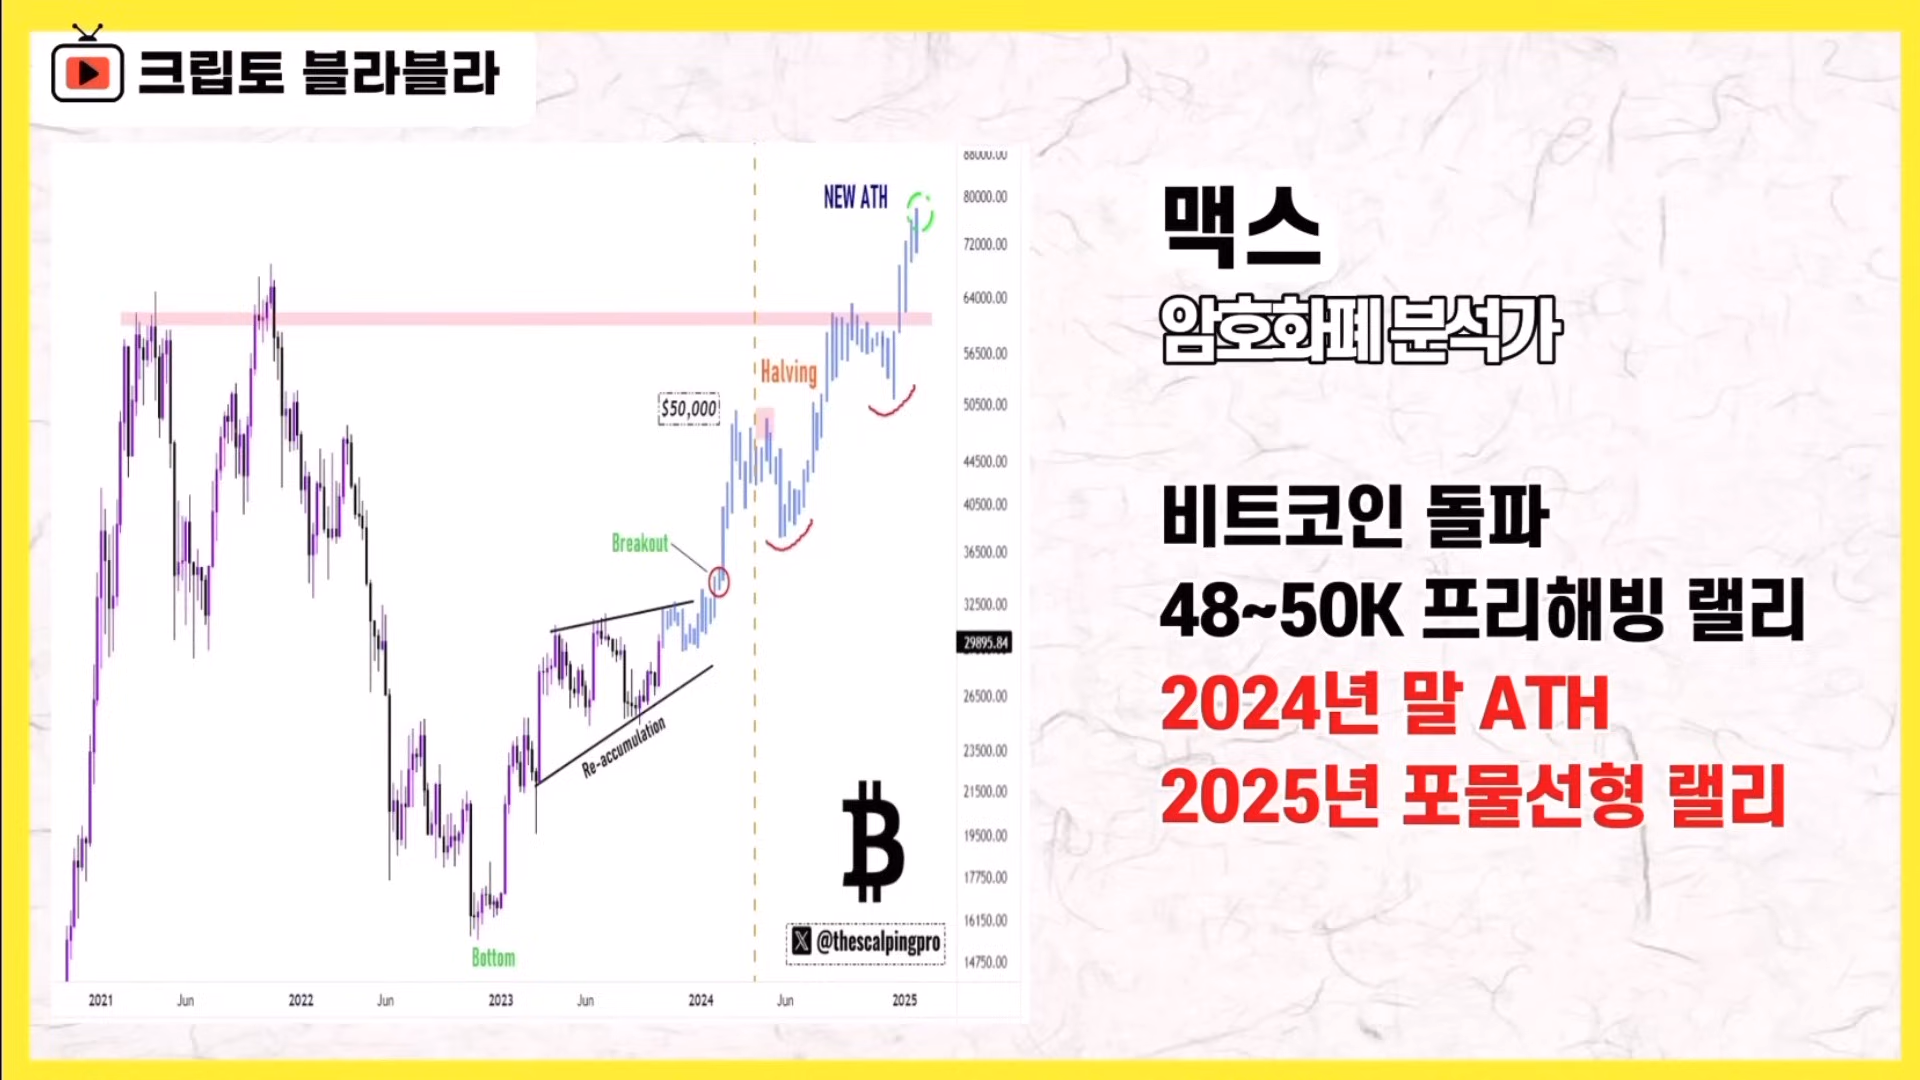 크립토 블라블라
맥스
암호화폐 분석가
비트코인 돌파
48~50K 프리해빙 랠리
2024년 말 ATH
2025년 포물선형 랠리
NEW ATH
Halving
$50,000
Breakout
Re-accumulation
Bottom
@thescalpingpro
88000.00
80000.00
72000.00
64000.00
56500.00
50500.00
44500.00
40500.00
36500.00
32500.00
29895.84
26500.00
23500.00
21500.00
19500.00
17750.00
16150.00
14750.00
2021 Jun 2022 Jun 2023 Jun 2024 Jun 2025